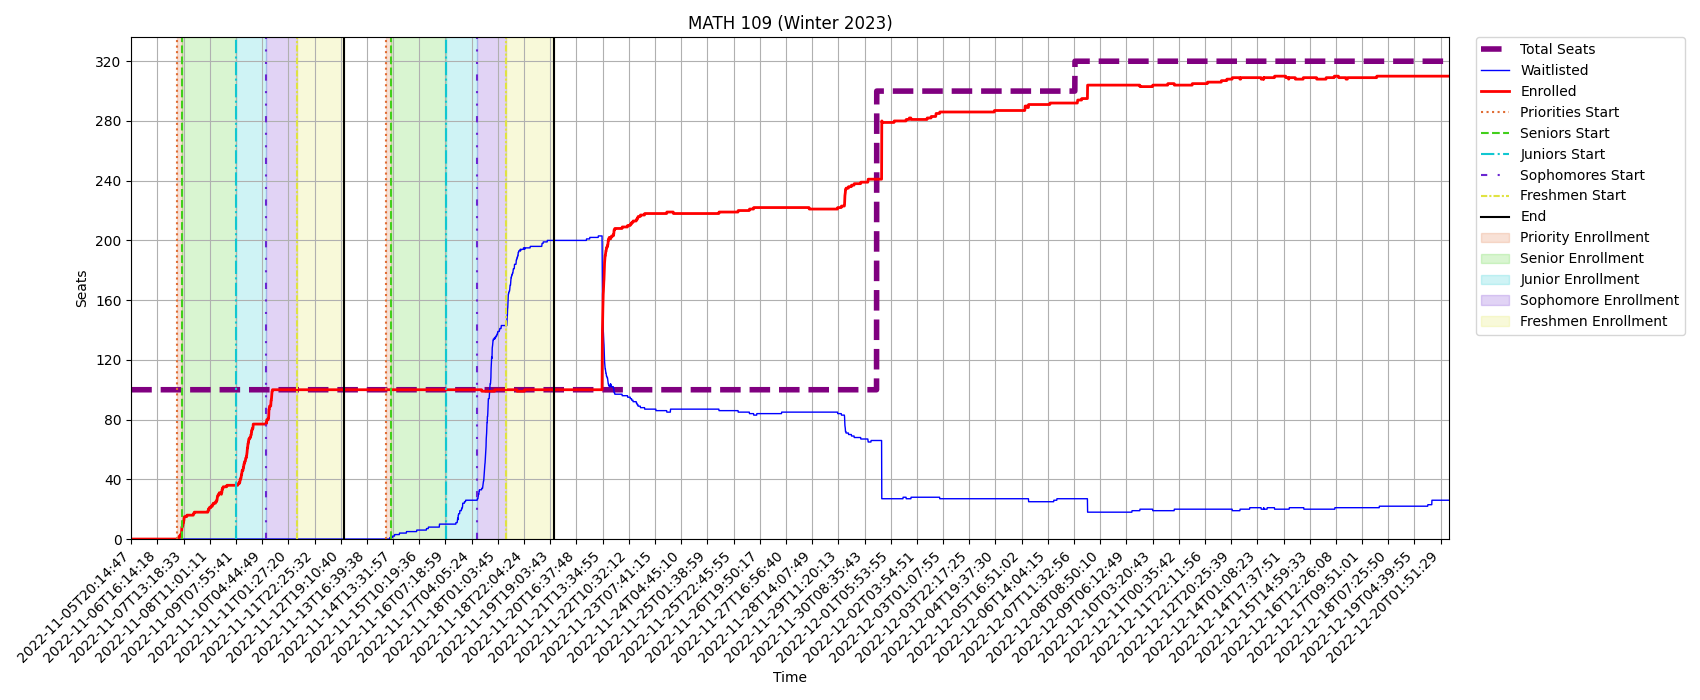 MATH 109 (Winter 2023)
320
280
240
200
160
120
80
40
0
Seats
2022-11-05T20:14:47
2022-11-06T16:14:18
2022-11-07T13:18:33
2022-11-08T11:01:11
2022-11-09T07:55:41
2022-11-10T04:44:49
2022-11-11T01:27:20
2022-11-11T22:25:32
2022-11-12T19:10:40
2022-11-13T16:39:38
2022-11-14T13:31:57
2022-11-15T10:19:36
2022-11-16T07:18:59
2022-11-17T04:05:24
2022-11-18T01:03:45
2022-11-18T22:04:24
2022-11-19T19:03:43
2022-11-20T16:37:48
2022-11-21T13:34:55
2022-11-22T10:32:12
2022-11-23T07:41:15
2022-11-24T04:45:10
2022-11-25T01:38:59
2022-11-25T22:45:55
2022-11-26T19:50:17
2022-11-27T16:56:40
2022-11-28T14:07:49
2022-11-29T11:20:13
2022-11-30T08:35:43
2022-12-01T05:53:55
2022-12-02T03:54:51
2022-12-03T01:07:55
2022-12-03T22:17:25
2022-12-04T19:37:30
2022-12-05T16:51:02
2022-12-06T14:04:15
2022-12-07T11:32:56
2022-12-08T08:50:10
2022-12-09T06:12:49
2022-12-10T03:20:43
2022-12-11T00:35:42
2022-12-11T22:11:56
2022-12-12T20:25:39
2022-12-14T01:08:23
2022-12-14T17:37:51
2022-12-15T14:59:33
2022-12-16T12:26:08
2022-12-17T09:51:01
2022-12-18T07:25:50
2022-12-19T04:39:55
2022-12-20T01:51:29
Time
Total Seats
Waitlisted
Enrolled
Priorities Start
Seniors Start
Juniors Start
Sophomores Start
Freshmen Start
End
Priority Enrollment
Senior Enrollment
Junior Enrollment
Sophomore Enrollment
Freshmen Enrollment